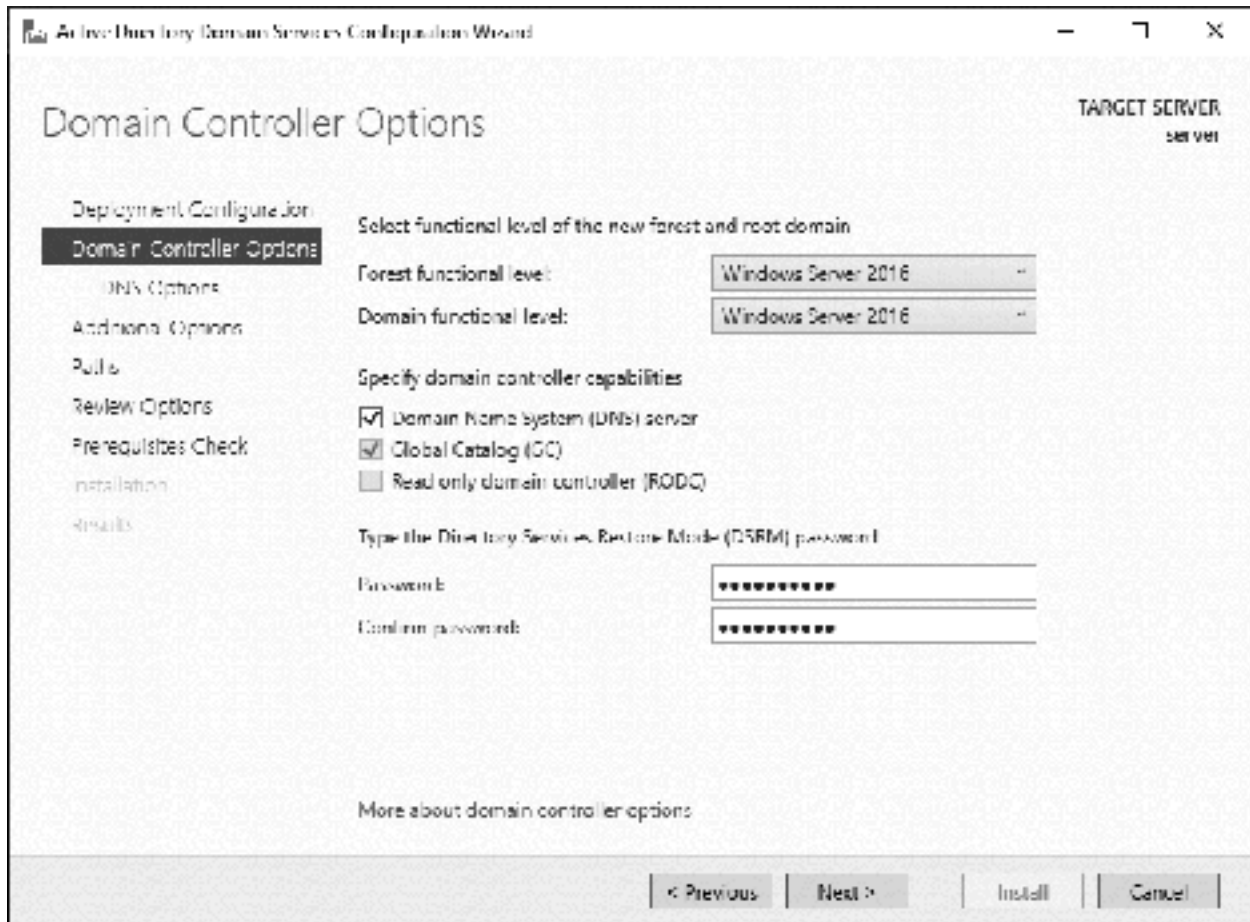 Active Directory Domain Services Configuration Wizard
Domain Controller Options
TARGET SERVER
server
Deployment Configuration
Domain Controller Options
DNS Options
Additional Options
Paths
Review Options
Prerequisites Check
Installation
Results
Select functional level of the new forest and root domain
Forest functional level:
Windows Server 2016
Domain functional level:
Windows Server 2016
Specify domain controller capabilities
Domain Name System (DNS) server
Global Catalog (GC)
Read only domain controller (RODC)
Type the Directory Services Restore Mode (DSRM) password
Password:
••••••••••
Confirm password:
••••••••••
More about domain controller options
< Previous
Next >
Install
Cancel